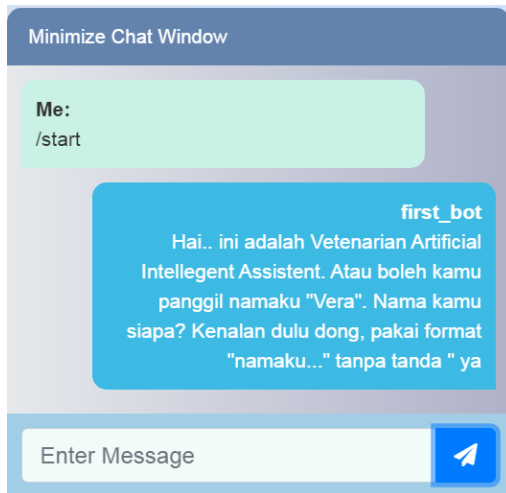 Minimize Chat Window
Me:
/start
first_bot
Hai.. ini adalah Vetenarian Artificial
Intellegent Assistent. Atau boleh kamu
panggil namaku "Vera". Nama kamu
siapa? Kenalan dulu dong, pakai format
"namaku..." tanpa tanda " ya
Enter Message